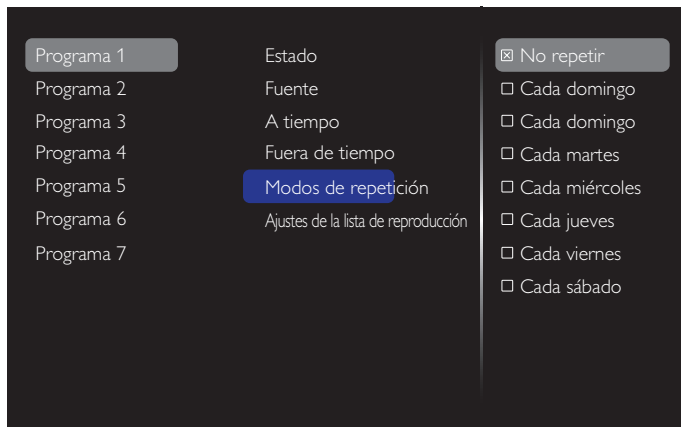 Programa 1
Programa 2
Programa 3
Programa 4
Programa 5
Programa 6
Programa 7
Estado
Fuente
A tiempo
Fuera de tiempo
Modos de repetición
Ajustes de la lista de reproducción
No repetir
Cada domingo
Cada domingo
Cada martes
Cada miércoles
Cada jueves
Cada viernes
Cada sábado